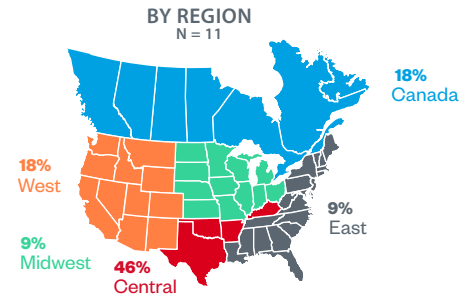 BY REGION
N = 11
18%
Canada
18%
West
9%
East
9%
Midwest
46%
Central